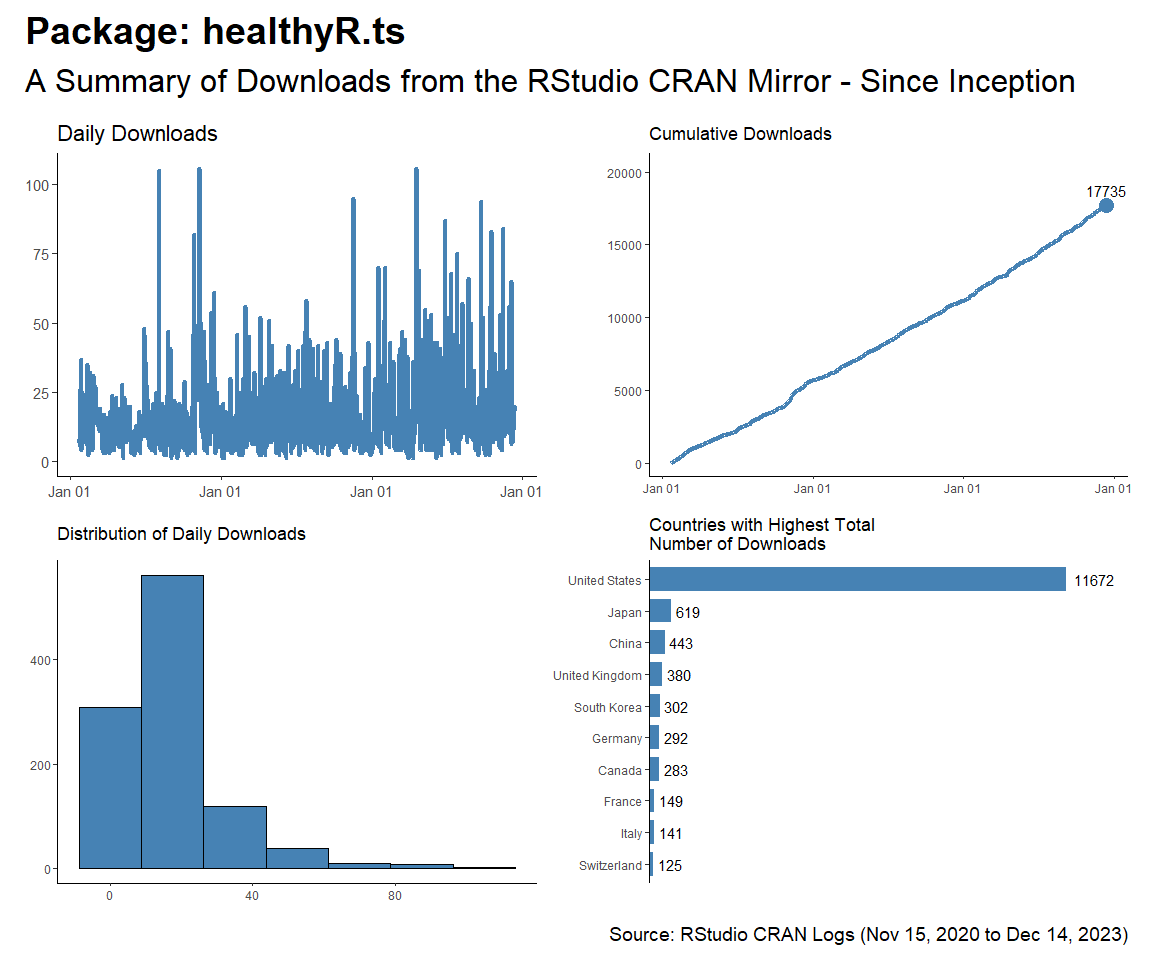 Package: healthyR.ts
A Summary of Downloads from the RStudio CRAN Mirror - Since Inception
Daily Downloads
100
75
50
25
0
Jan 01 Jan 01 Jan 01 Jan 01
Cumulative Downloads
20000
15000
10000
5000
0
17735
Jan 01 Jan 01 Jan 01 Jan 01
Distribution of Daily Downloads
400
200
0
0 40 80
Countries with Highest Total
Number of Downloads
United States 11672
Japan 619
China 443
United Kingdom 380
South Korea 302
Germany 292
Canada 283
France 149
Italy 141
Switzerland 125
Source: RStudio CRAN Logs (Nov 15, 2020 to Dec 14, 2023)